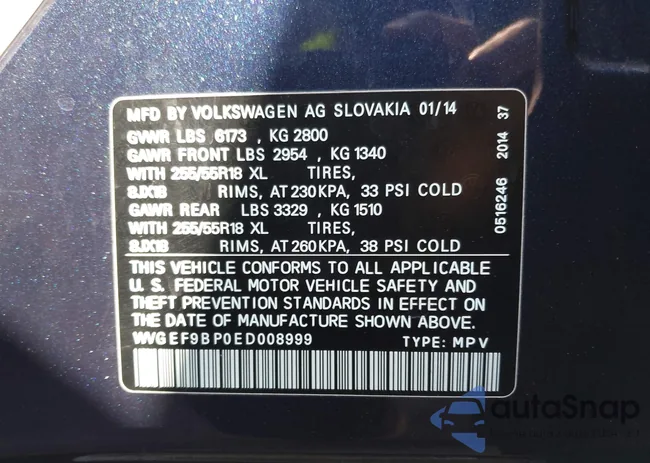 MFD BY VOLKSWAGEN AG SLOVAKIA 01/14
GVWR LBS 6173 , KG 2800
GAWR FRONT LBS 2954 , KG 1340
WITH 255/55R18 XL TIRES,
8JX18 RIMS, AT 230KPA, 33 PSI COLD
GAWR REAR LBS 3329 , KG 1510
WITH 255/55R18 XL TIRES,
8JX18 RIMS, AT 260KPA, 38 PSI COLD
THIS VEHICLE CONFORMS TO ALL APPLICABLE
U. S. FEDERAL MOTOR VEHICLE SAFETY AND
THEFT PREVENTION STANDARDS IN EFFECT ON
THE DATE OF MANUFACTURE SHOWN ABOVE.
WVGEF9BP0ED008999 TYPE: MPV
0516246 2014 37
autoSnap